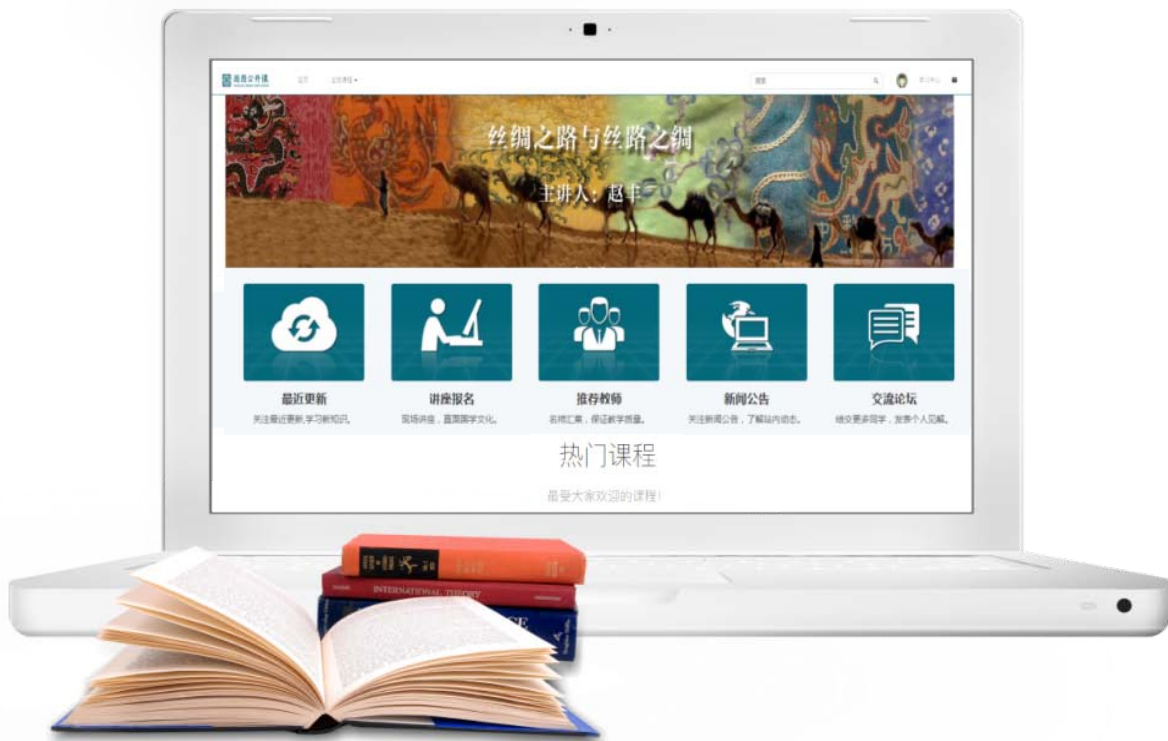 丝绸之路与丝路之绸
主讲人：赵丰
最近更新
关注最近更新,学习新知识。
讲座报名
现场讲座，直面国学文化。
推荐教师
名师汇集，保证教学质量。
新闻公告
关注新闻公告，了解站内动态。
交流论坛
结交更多同学，发表个人见解。
热门课程
最受大家欢迎的课程!
INTERNATIONAL THEORY